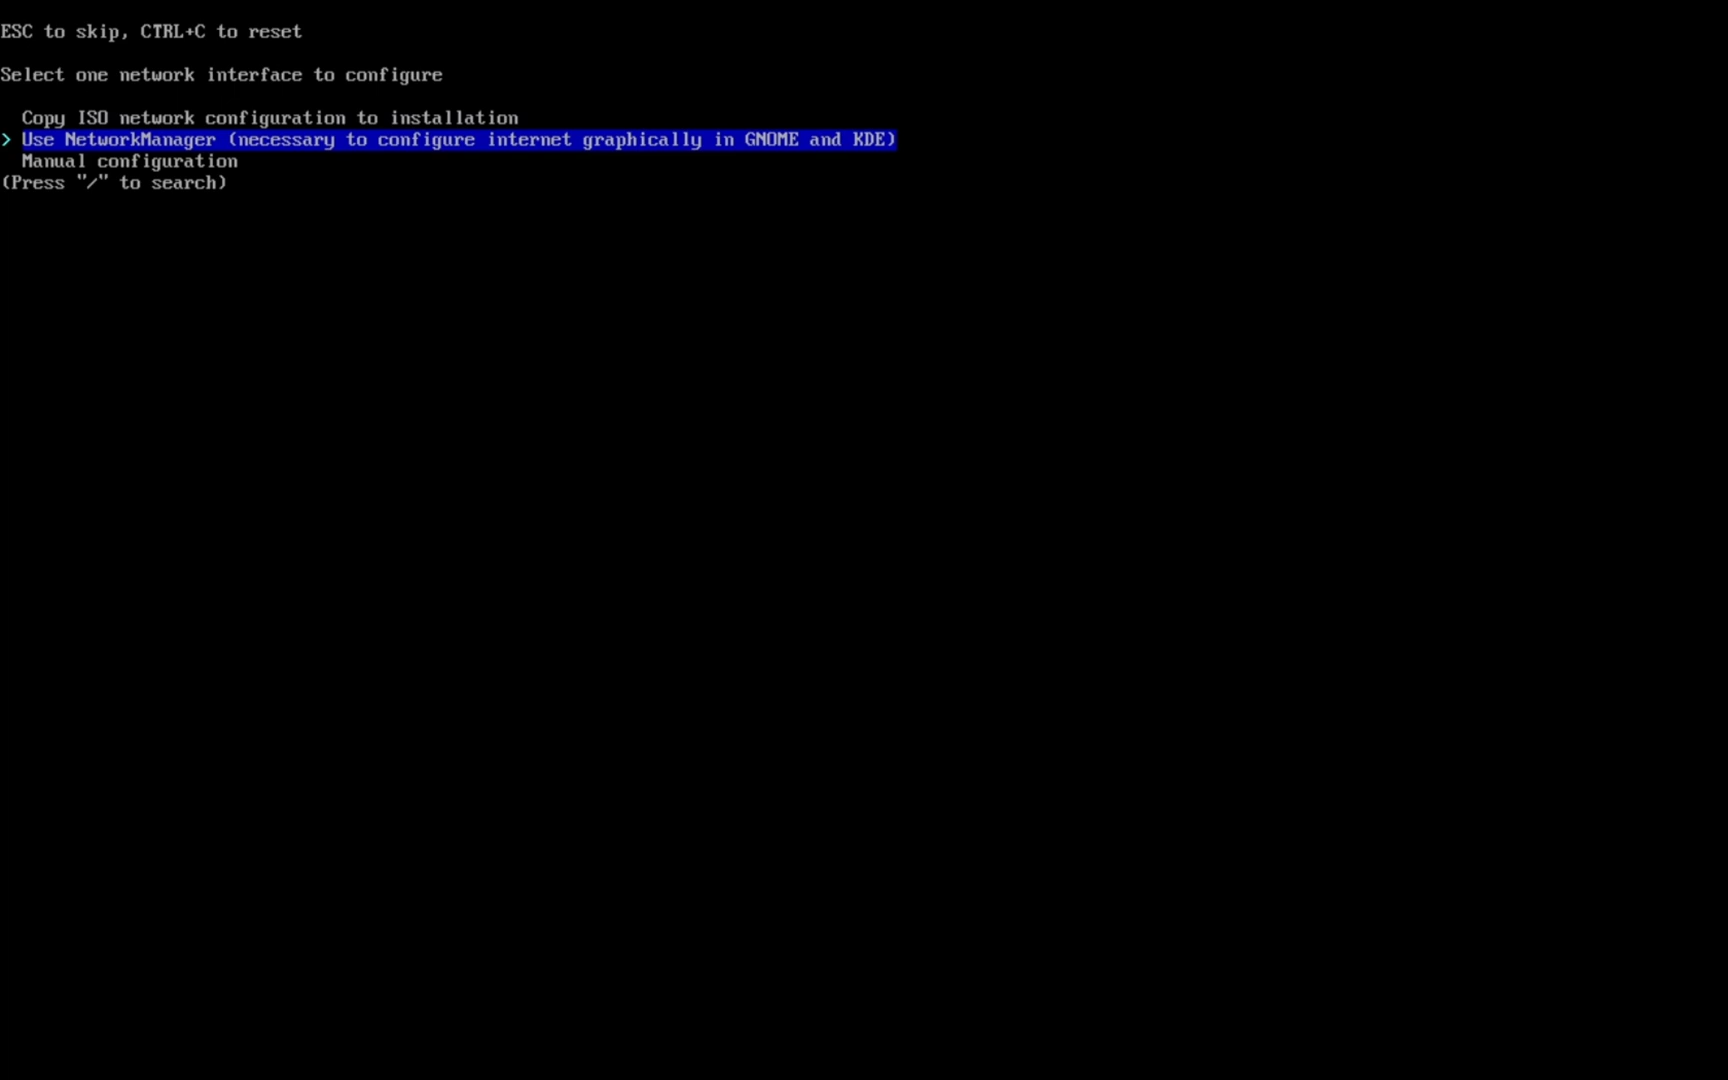 ESC to skip, CTRL+C to reset
Select one network interface to configure
Copy ISO network configuration to installation
> Use NetworkManager (necessary to configure internet graphically in GNOME and KDE)
Manual configuration
(Press "/" to search)